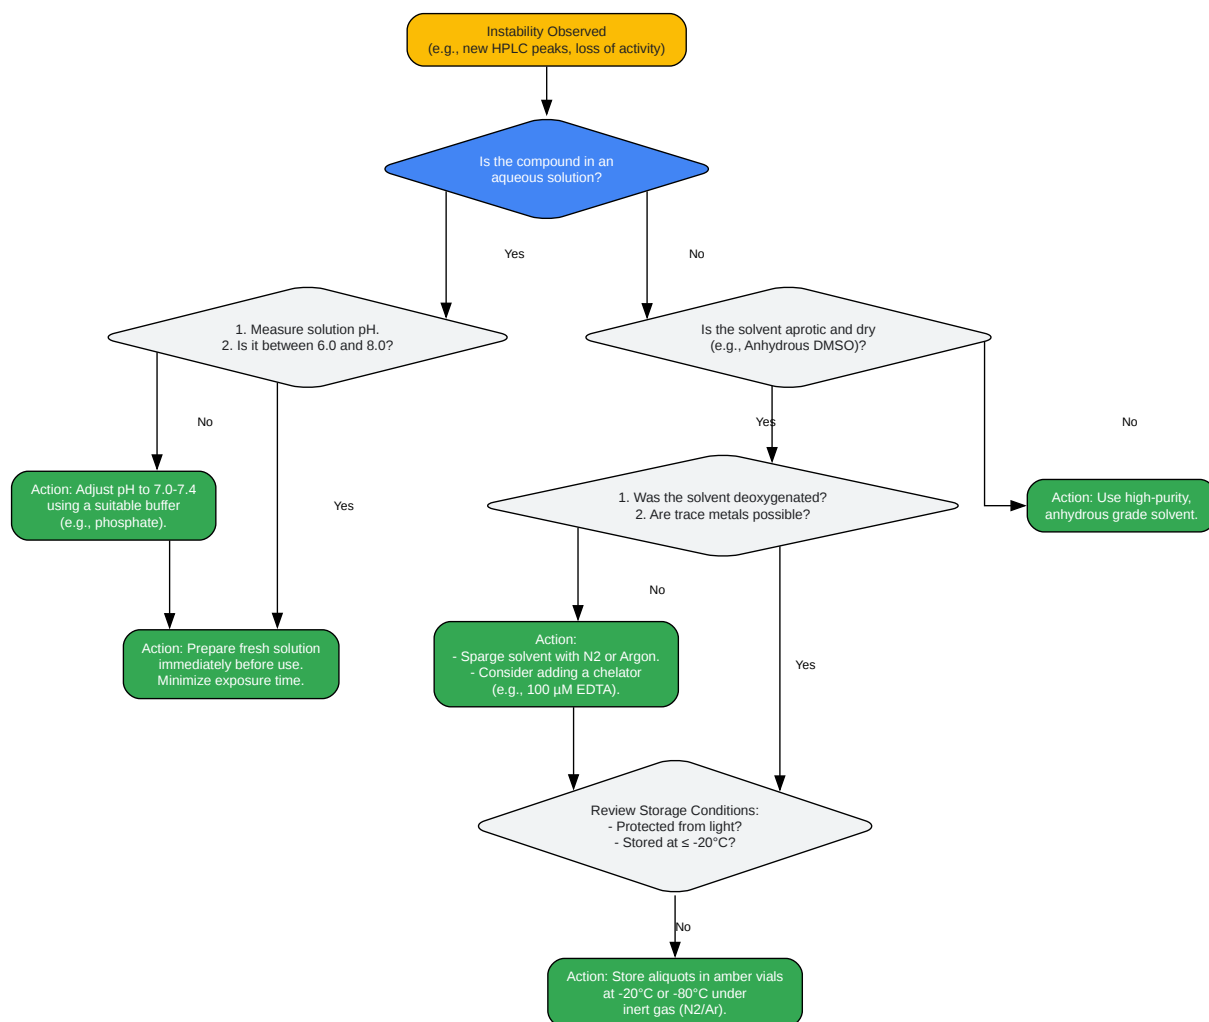 Instability Observed
(e.g., new HPLC peaks, loss of activity)
Is the compound in an
aqueous solution?
Yes
No
1. Measure solution pH.
2. Is it between 6.0 and 8.0?
Is the solvent aprotic and dry
(e.g., Anhydrous DMSO)?
No
Yes
No
Action: Adjust pH to 7.0-7.4
using a suitable buffer
(e.g., phosphate).
Yes
1. Was the solvent deoxygenated?
2. Are trace metals possible?
Action: Use high-purity,
anhydrous grade solvent.
No
Action: Prepare fresh solution
immediately before use.
Minimize exposure time.
Action:
- Sparge solvent with N2 or Argon.
- Consider adding a chelator
(e.g., 100 µM EDTA).
Yes
Review Storage Conditions:
- Protected from light?
- Stored at ≤ -20°C?
No
Action: Store aliquots in amber vials
at -20°C or -80°C under
inert gas (N2/Ar).